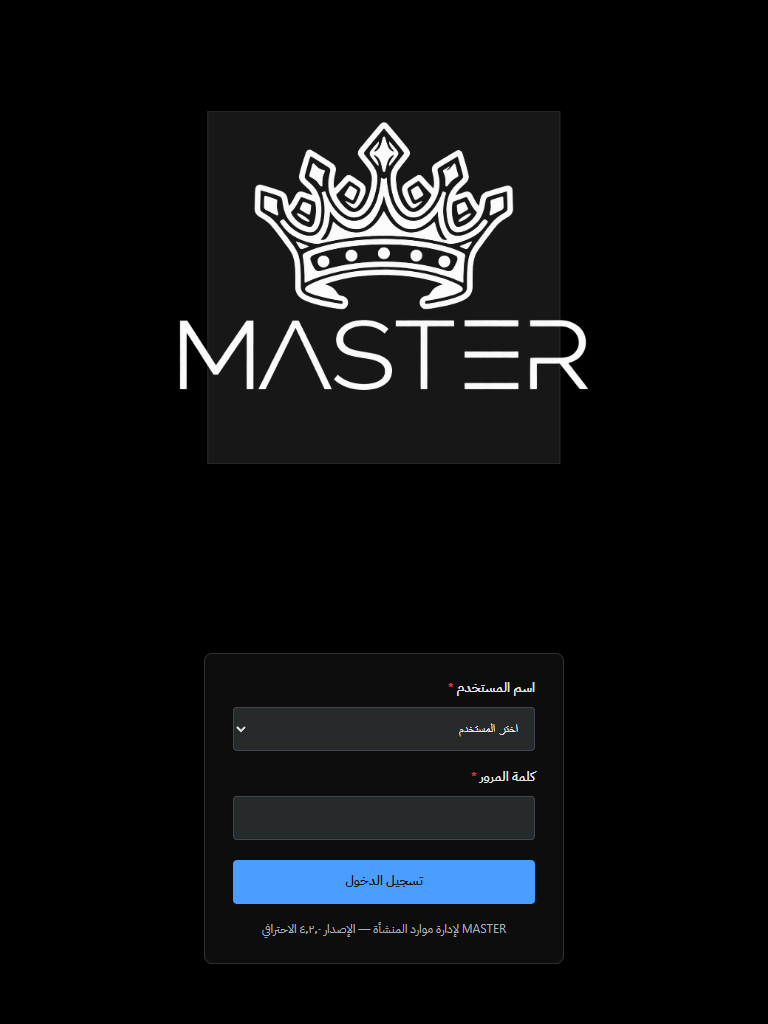 MASTER
اسم المستخدم *
اختر المستخدم
كلمة المرور *
تسجيل الدخول
MASTER لإدارة موارد المنشأة — الإصدار ٤,٢,٠ الاحترافي